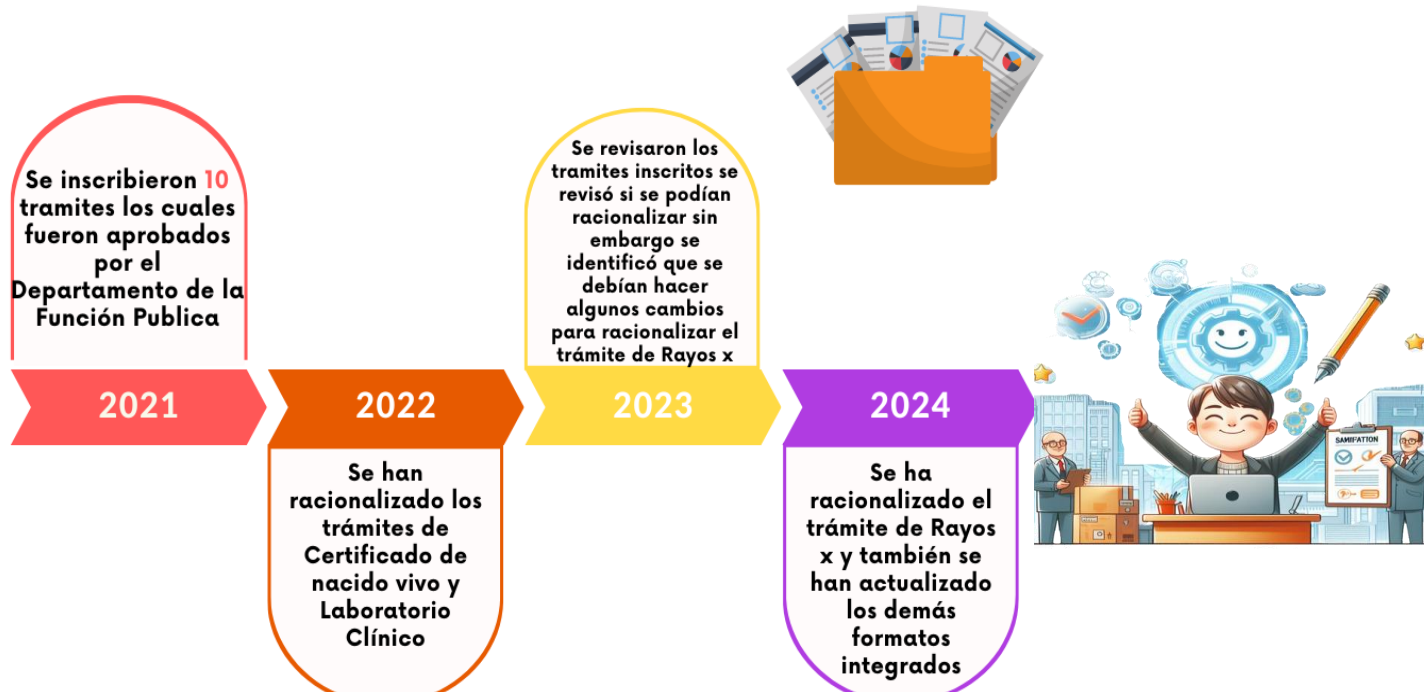 Se inscribieron 10
tramites los cuales
fueron aprobados
por el
Departamento de la
Función Publica
2021
2022
Se han
racionalizado los
trámites de
Certificado de
nacido vivo y
Laboratorio
Clínico
Se revisaron los
tramites inscritos se
revisó si se podían
racionalizar sin
embargo se
identificó que se
debían hacer
algunos cambios
para racionalizar el
trámite de Rayos x
2023
2024
Se ha
racionalizado el
trámite de Rayos
x y también se
han actualizado
los demás
formatos
integrados
SAMIFATION